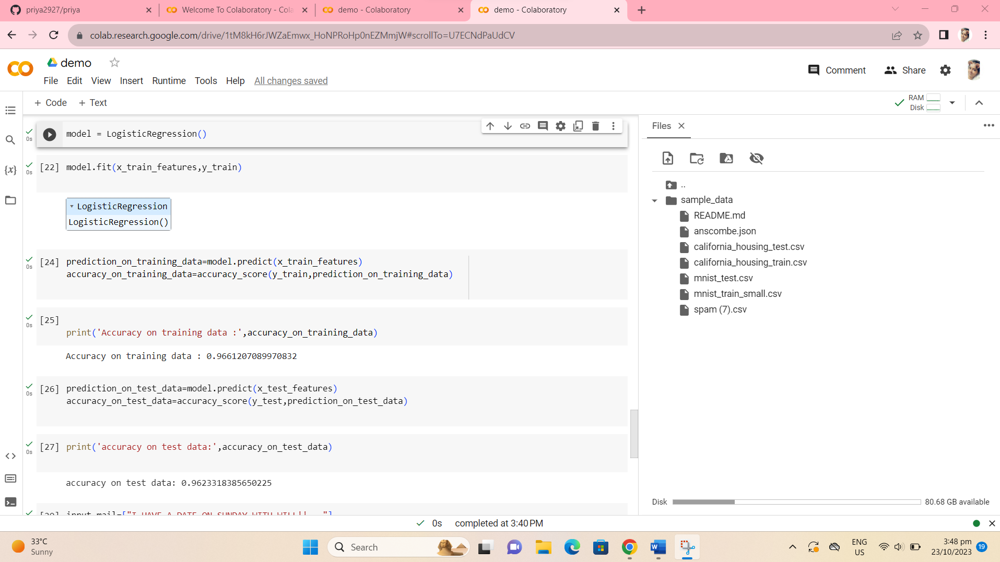 priya2927/priya
Welcome To Colaboratory - Cola
demo - Colaboratory
demo - Colaboratory
colab.research.google.com/drive/1tM8kH6rJWZaEmwx_HoNPRoHp0nEZMmjW#scrollTo=U7ECNdPaUdCV
demo
File Edit View Insert Runtime Tools Help All changes saved
Comment
Share
+ Code + Text
RAM
Disk
0s
model = LogisticRegression()
0s
[22] model.fit(x_train_features,y_train)
LogisticRegression
LogisticRegression()
0s
[24] prediction_on_training_data=model.predict(x_train_features)
accuracy_on_training_data=accuracy_score(y_train,prediction_on_training_data)
0s
[25]
print('Accuracy on training data :',accuracy_on_training_data)
Accuracy on training data : 0.9661207089970832
0s
[26] prediction_on_test_data=model.predict(x_test_features)
accuracy_on_test_data=accuracy_score(y_test,prediction_on_test_data)
0s
[27] print('accuracy on test data:',accuracy_on_test_data)
accuracy on test data: 0.9623318385650225
input_mail=["I HAVE A DATE ON SUNDAY WITH WILL!!
{x}
Files
..
sample_data
README.md
anscombe.json
california_housing_test.csv
california_housing_train.csv
mnist_test.csv
mnist_train_small.csv
spam (7).csv
Disk
80.68 GB available
0s completed at 3:40 PM
33°C
Sunny
Search
ENG
US
3:48 pm
23/10/2023
19